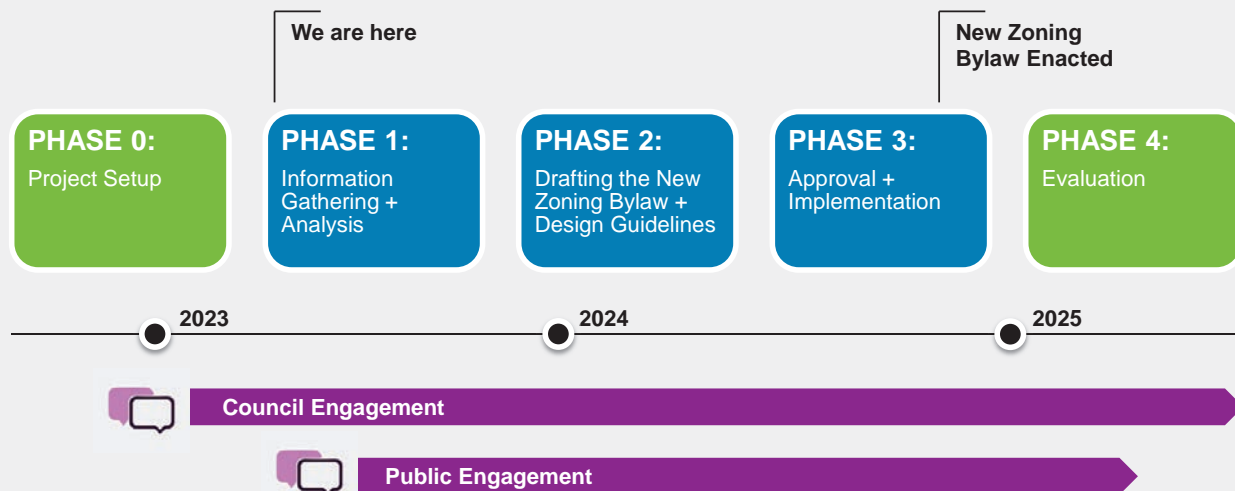 We are here
New Zoning
Bylaw Enacted
PHASE 0:
Project Setup
PHASE 1:
Information
Gathering +
Analysis
PHASE 2:
Drafting the New
Zoning Bylaw +
Design Guidelines
PHASE 3:
Approval +
Implementation
PHASE 4:
Evaluation
2023
2024
2025
Council Engagement
Public Engagement